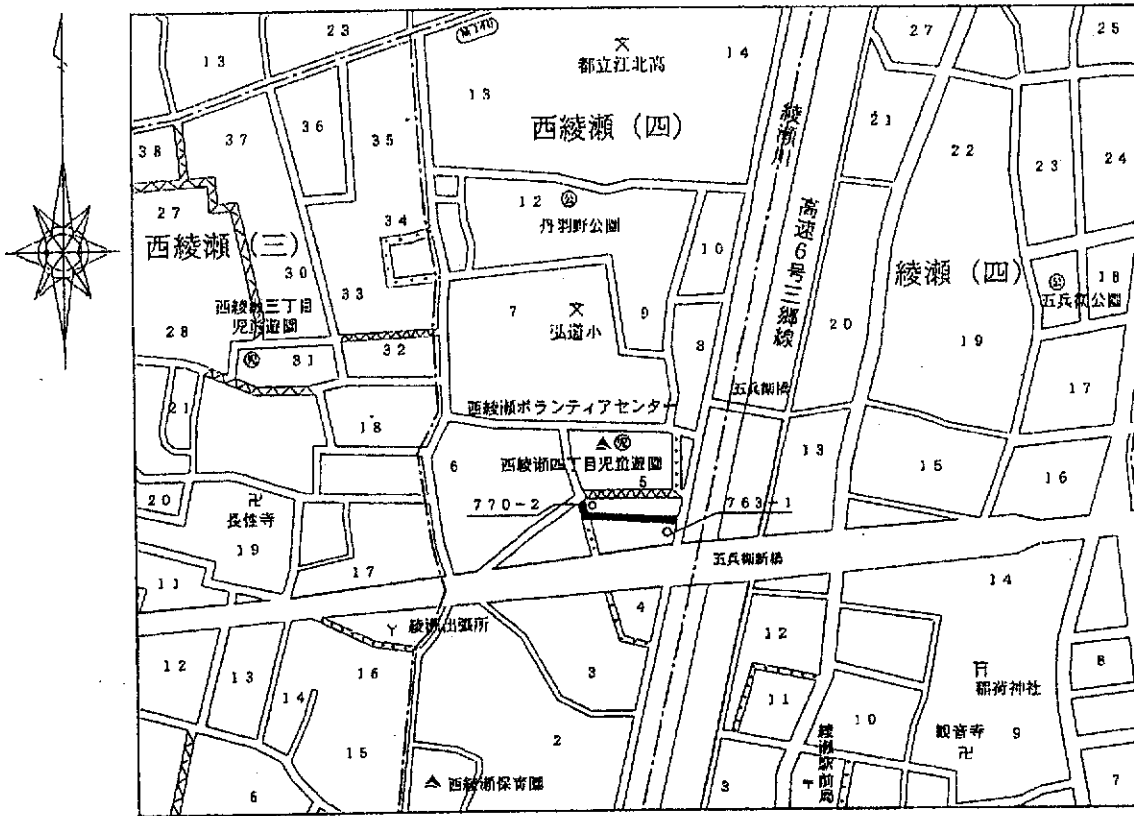 23
13
都立江北高
14
27
25
13
西綾瀬（四）
綾瀬川
高速6号三郷線
38
37
36
35
21
22
23
24
27
西綾瀬（三）
34
12
公
丹羽野公園
10
綾瀬（四）
公
18
五兵衛公園
30
33
西綾瀬三丁目
児童遊園
28
児
31
32
7
弘道小
9
8
20
19
17
21
18
西綾瀬ボランティアセンター
五兵衛橋
児
西綾瀬四丁目児童遊園
6
5
13
15
16
20
長性寺
19
770-2
763-1
五兵衛新橋
11
17
14
綾瀬出張所
4
12
12
13
14
16
3
11
稲荷神社
8
10
観音寺
9
15
2
綾瀬駅前局
6
西綾瀬保育園
3
7